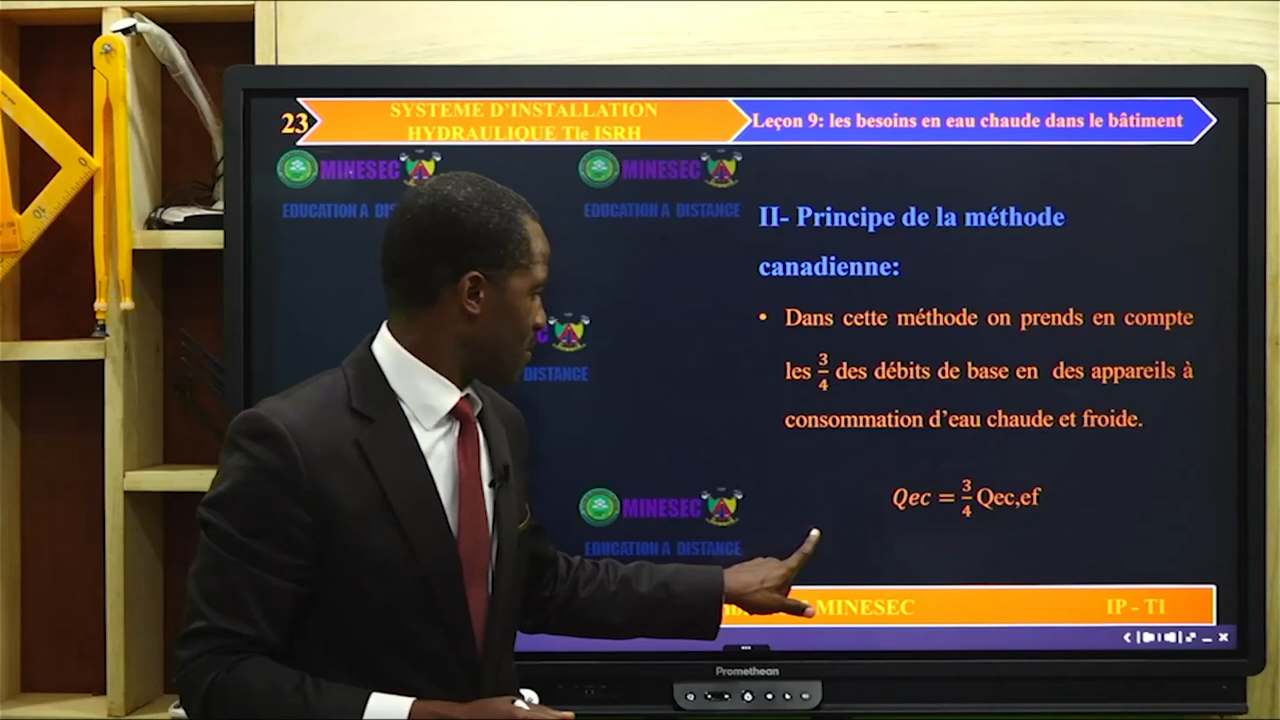 23
SYSTEME D'INSTALLATION
HYDRAULIQUE Tle ISRH
Leçon 9: les besoins en eau chaude dans le bâtiment
MINESEC
EDUCATION A
MINESEC
EDUCATION A DISTANCE
II- Principe de la méthode
canadienne:
• Dans cette méthode on prends en compte
les 3/4 des débits de base en des appareils à
consommation d'eau chaude et froide.
DISTANCE
Qec = 3/4 Qec,ef
MINESEC
EDUCATION A DISTANCE
MINESEC
IP - TI
Promethean